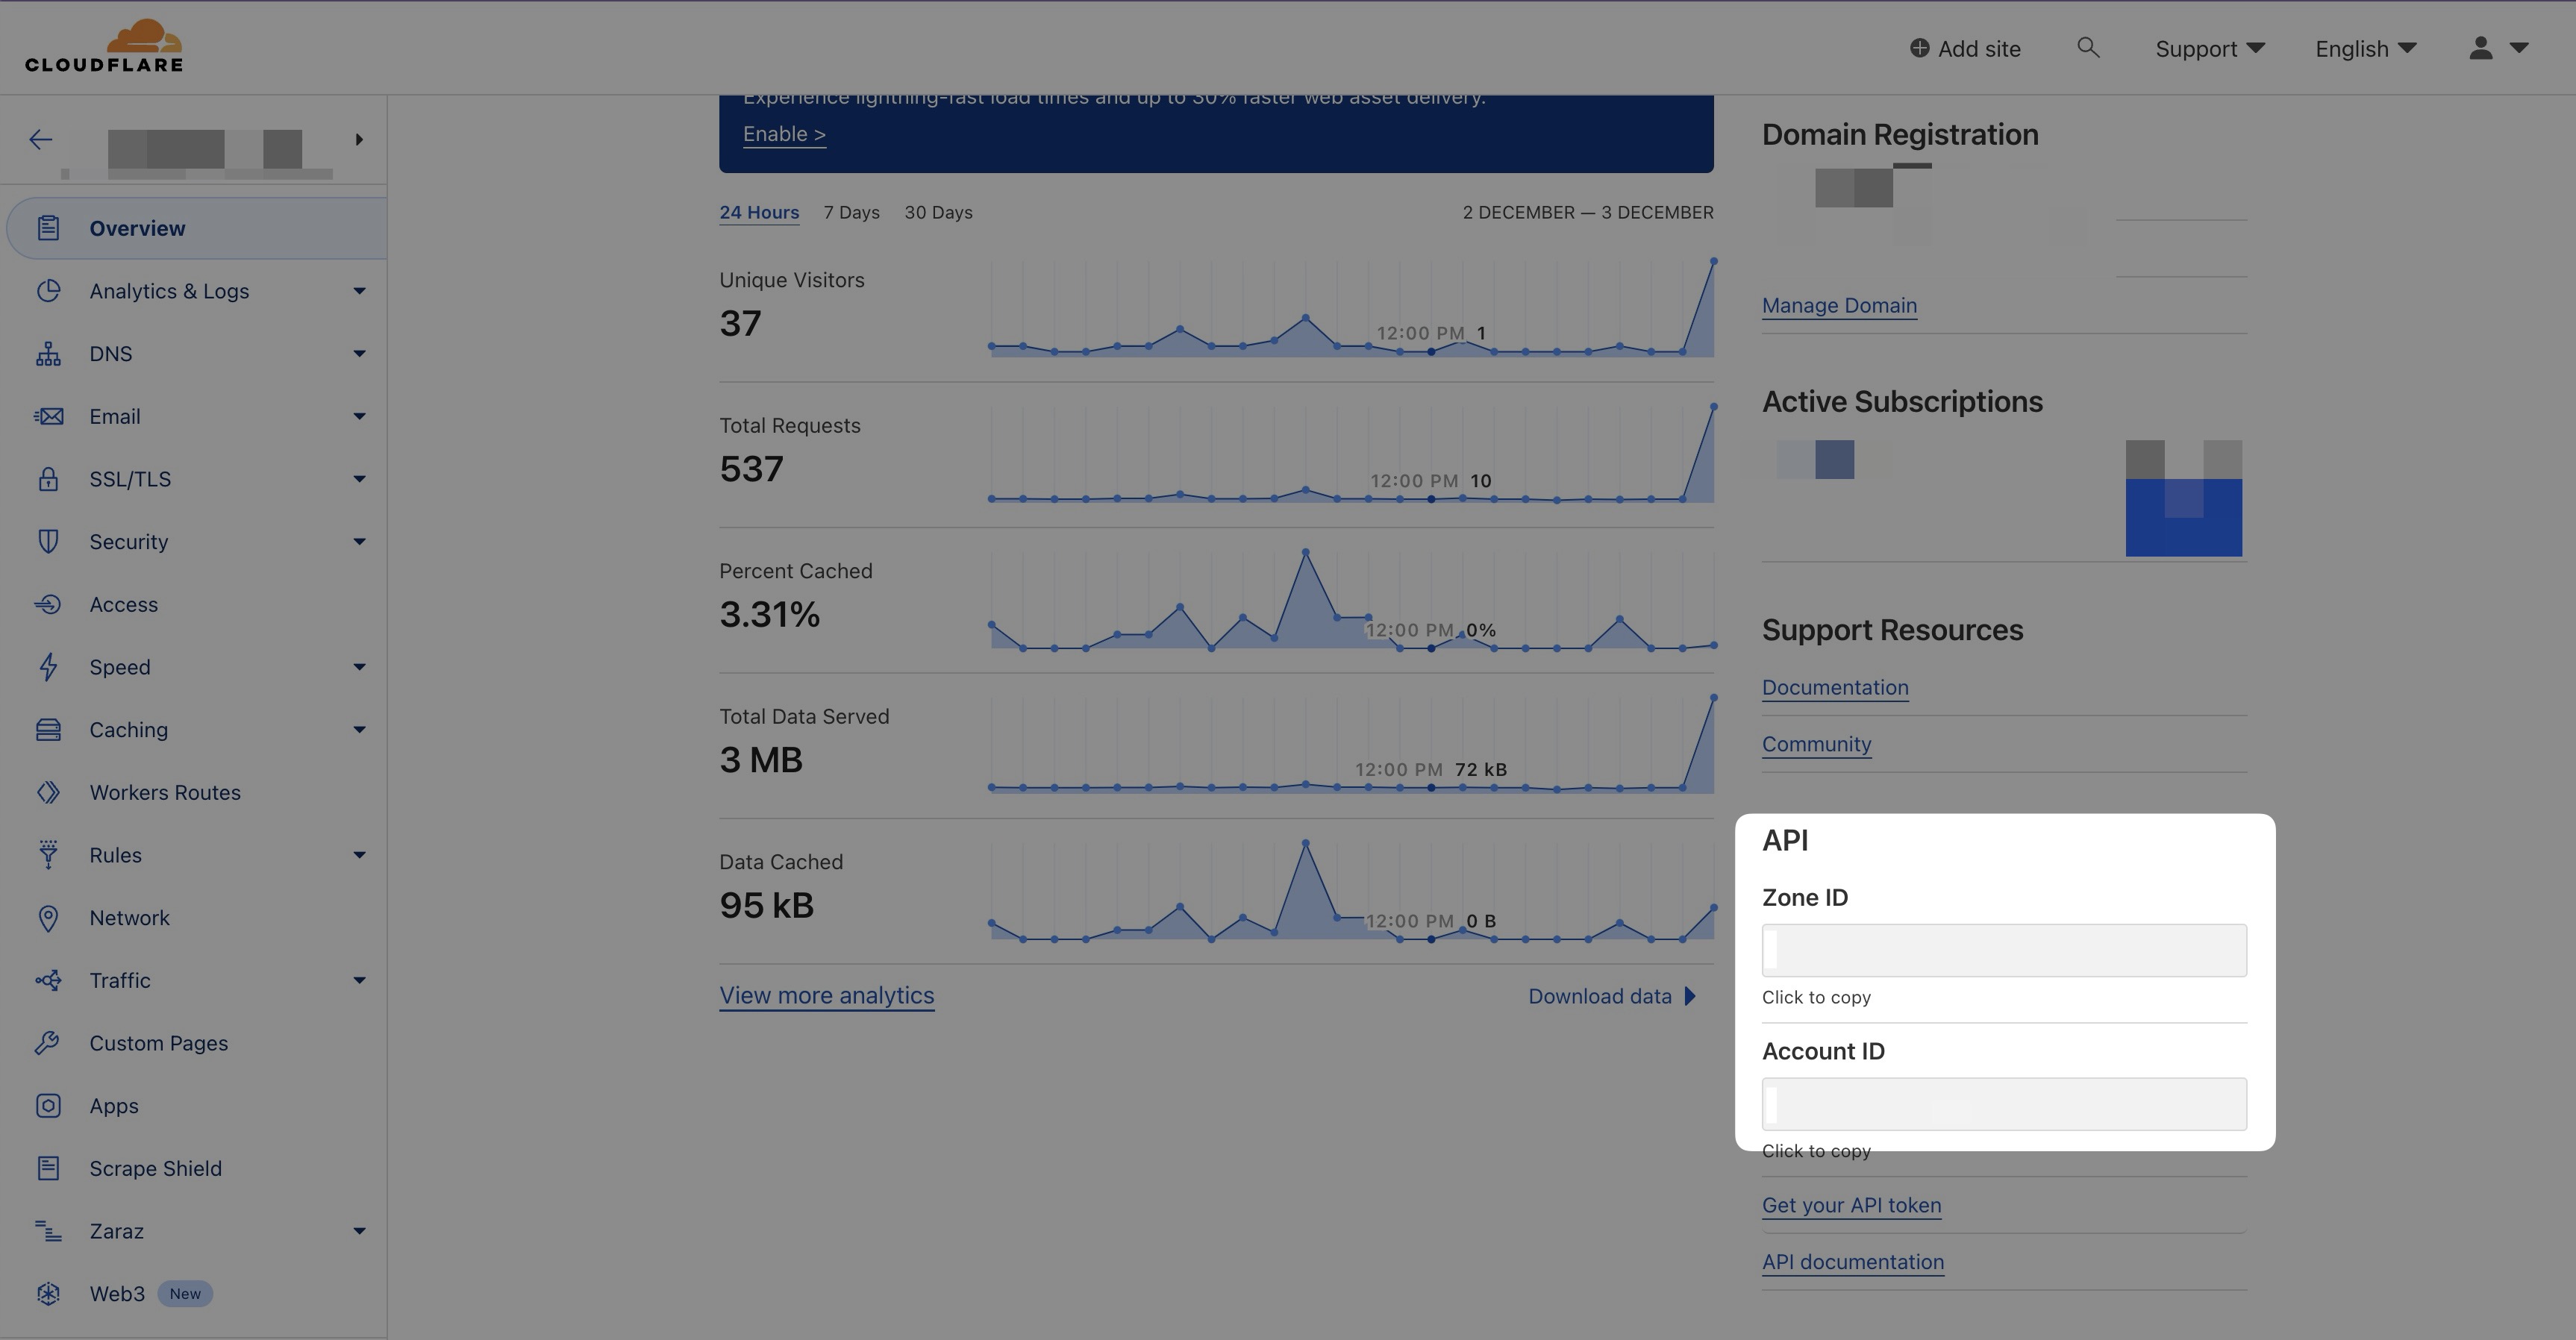 CLOUDFLARE
Add site
Support
English
Experience lightning-fast load times and up to 30% faster web asset delivery.
Enable >
Overview
Analytics & Logs
DNS
Email
SSL/TLS
Security
Access
Speed
Caching
Workers Routes
Rules
Network
Traffic
Custom Pages
Apps
Scrape Shield
Zaraz
Web3 New
24 Hours 7 Days 30 Days 2 DECEMBER — 3 DECEMBER
Unique Visitors
37
12:00 PM 1
Total Requests
537
12:00 PM 10
Percent Cached
3.31%
12:00 PM 0%
Total Data Served
3 MB
12:00 PM 72 kB
Data Cached
95 kB
12:00 PM 0 B
View more analytics Download data
Domain Registration
Manage Domain
Active Subscriptions
Support Resources
Documentation
Community
API
Zone ID
Click to copy
Account ID
Click to copy
Get your API token
API documentation